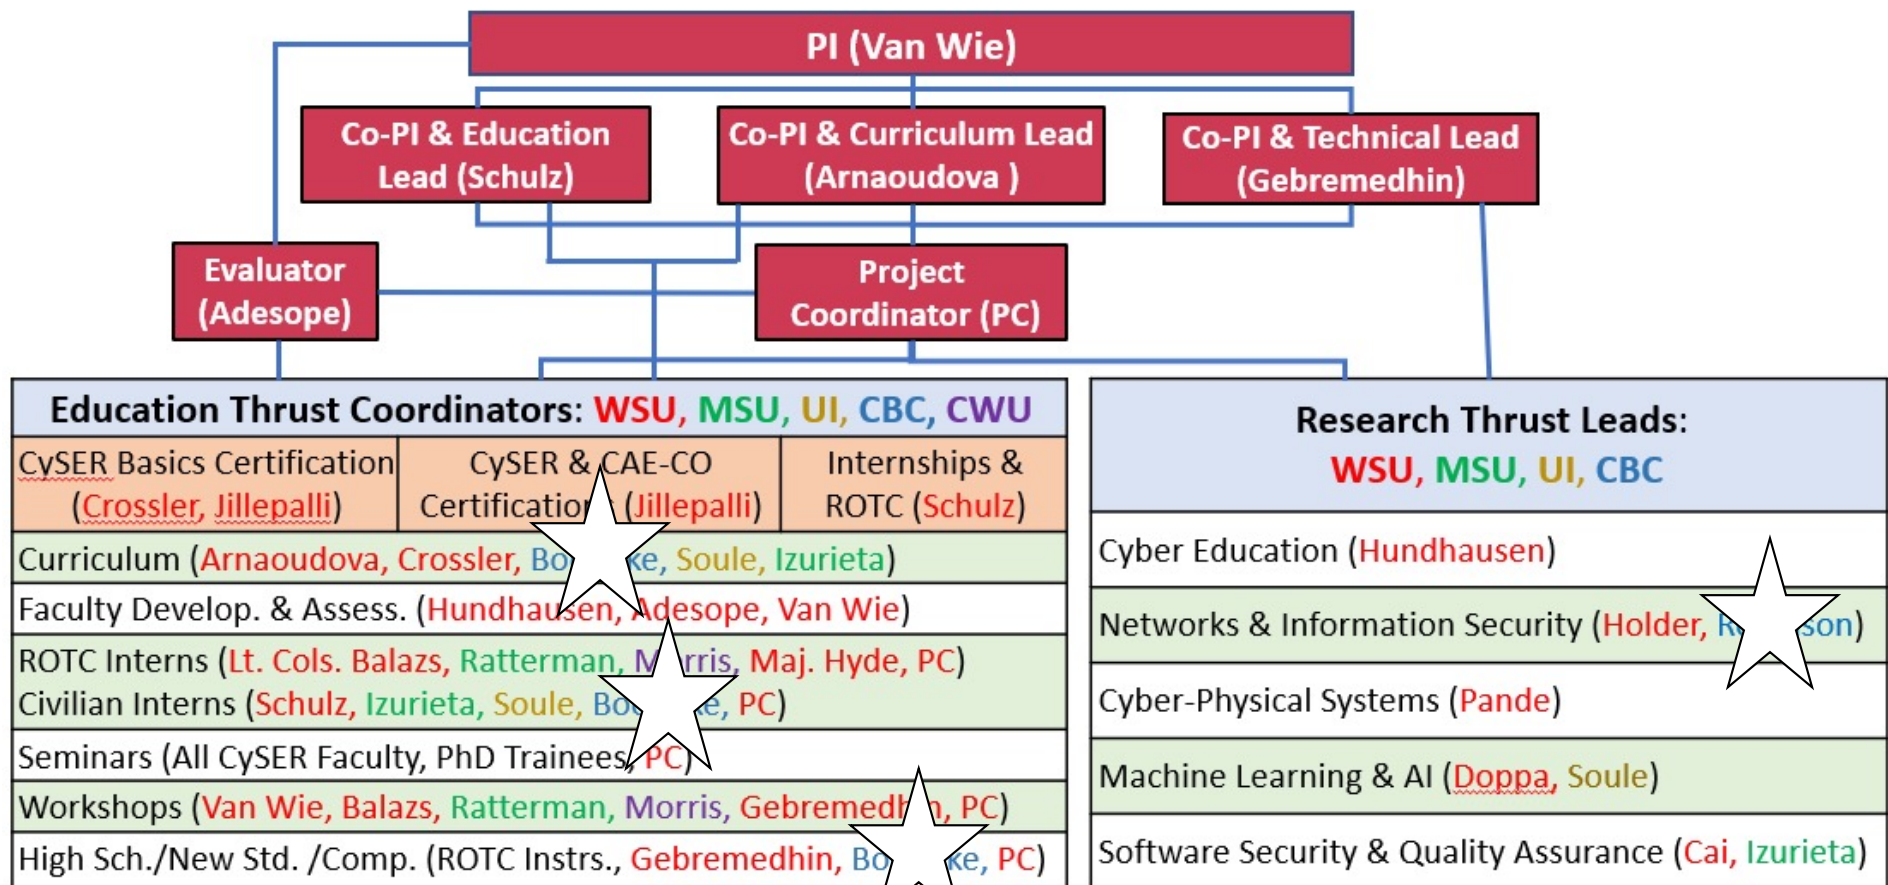 PI (Van Wie)
Co-PI & Education
Lead (Schulz)
Co-PI & Curriculum Lead
(Arnaoudova )
Co-PI & Technical Lead
(Gebremedhin)
Evaluator
(Adesope)
Project
Coordinator (PC)
Education Thrust Coordinators: WSU, MSU, UI, CBC, CWU
CySER Basics Certification
(Crossler, Jillepalli)
CySER & CAE-CO
(Jillepalli)
Internships &
ROTC (Schulz)
Curriculum (Arnaoudova, Crossler, Soule, Izurieta)
Faculty Develop. & Assess. (Hundhausen, Adesope, Van Wie)
ROTC Interns (Lt. Cols. Balazs, Ratterman, Morris, Maj. Hyde, PC)
Civilian Interns (Schulz, Izurieta, Soule, PC)
Seminars (All CySER Faculty, PhD Trainees, PC)
Workshops (Van Wie, Balazs, Ratterman, Morris, Gebremedhin, PC)
High Sch./New Std. /Comp. (ROTC Instrs., Gebremedhin, PC)
Research Thrust Leads:
WSU, MSU, UI, CBC
Cyber Education (Hundhausen)
Networks & Information Security (Holder,
Cyber-Physical Systems (Pande)
Machine Learning & AI (Doppa, Soule)
Software Security & Quality Assurance (Cai, Izurieta)